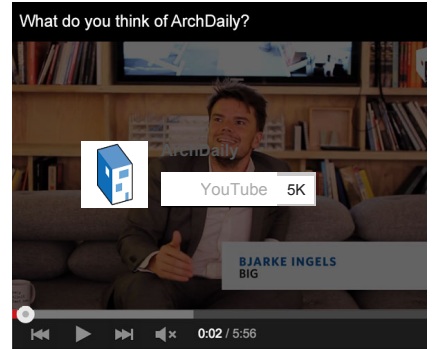 What do you think of ArchDaily?
ArchDaily
YouTube 5K
BJARKE INGELS
BIG
0:02 / 5:56